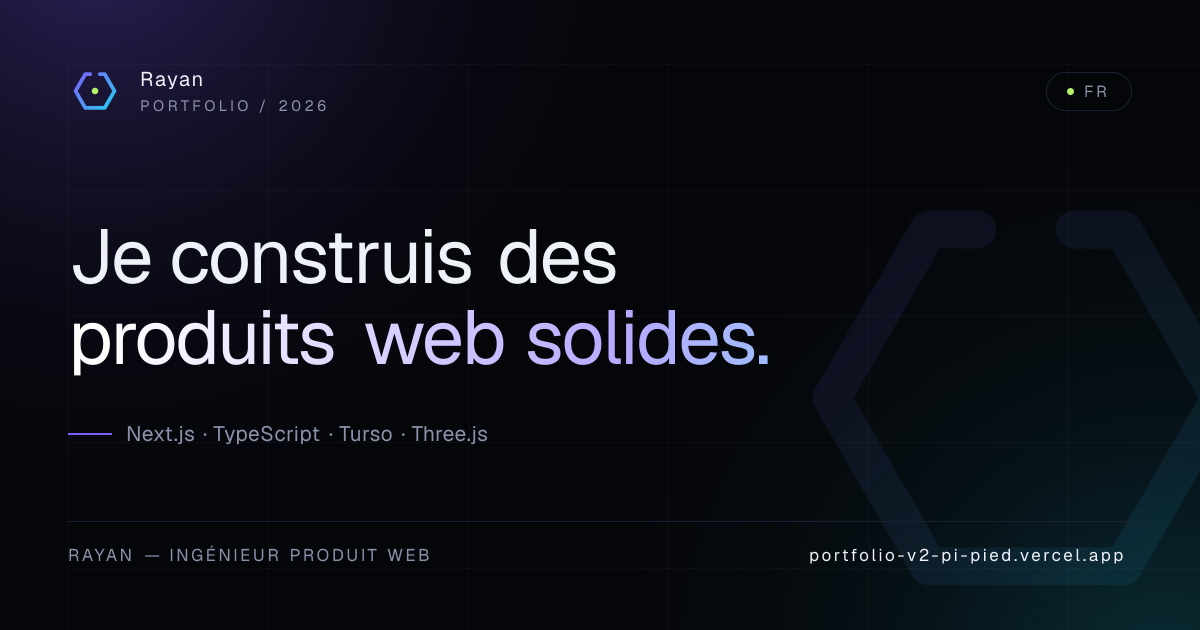 Rayan
PORTFOLIO / 2026
FR
Je construis des
produits web solides.
Next.js · TypeScript · Turso · Three.js
RAYAN — INGÉNIEUR PRODUIT WEB
portfolio-v2-pi-pied.vercel.app